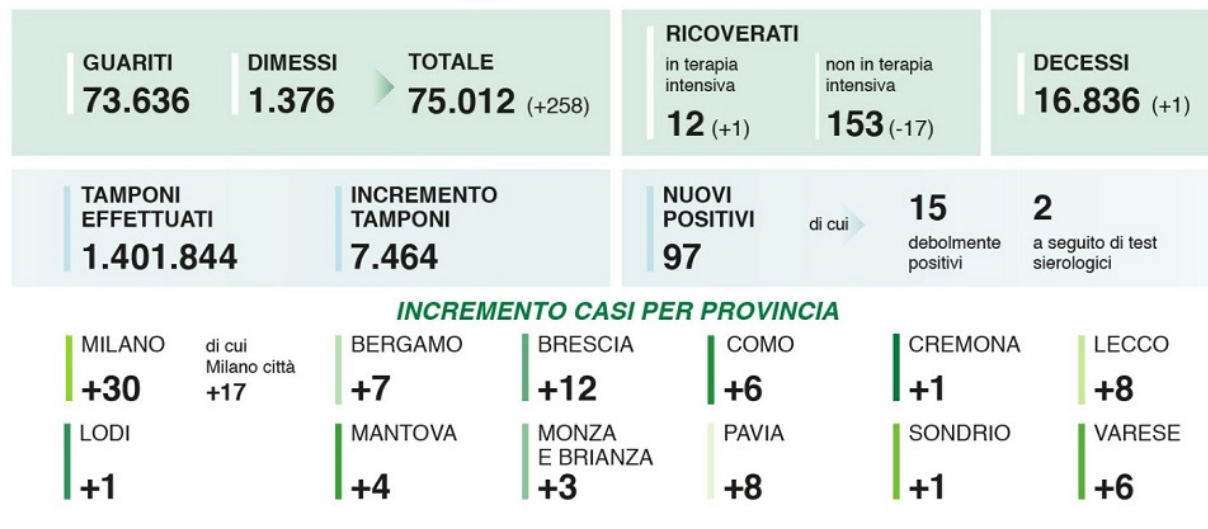 GUARITI
73.636
DIMESSI
1.376
TOTALE
75.012 (+258)
RICOVERATI
in terapia
intensiva
12 (+1)
non in terapia
intensiva
153 (-17)
DECESSI
16.836 (+1)
TAMPONI
EFFETTUATI
1.401.844
INCREMENTO
TAMPONI
7.464
NUOVI
POSITIVI
97
di cui
15
debolmente
positivi
2
a seguito di test
sierologici
INCREMENTO CASI PER PROVINCIA
MILANO
+30
di cui
Milano città
+17
BERGAMO
+7
BRESCIA
+12
COMO
+6
CREMONA
+1
LECCO
+8
LODI
+1
MANTOVA
+4
MONZA
E BRIANZA
+3
PAVIA
+8
SONDRIO
+1
VARESE
+6